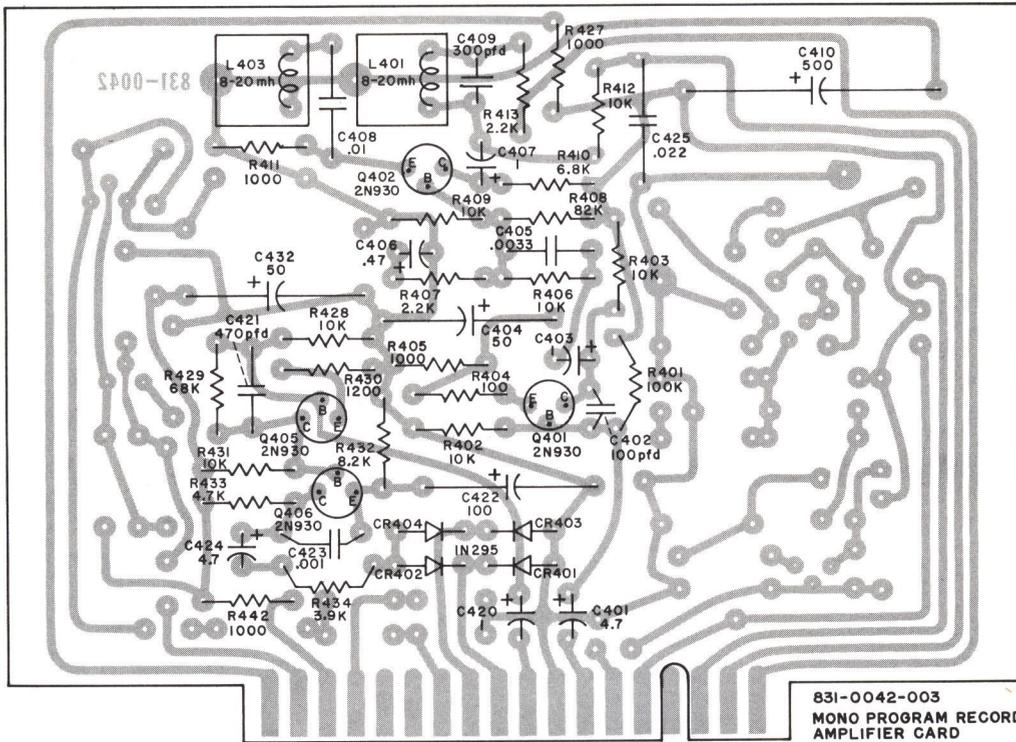 L403
8-20mh
L401
8-20mh
C409
300pfd
R427
1000
C410
500
+
831-0042
R412
10K
R413
2.2K
C408
.01
C407
1
+
C425
.022
R411
1000
Q402
2N930
E
C
B
R410
6.8K
R409
10K
R408
82K
C406
.47
+
C405
.0033
R403
10K
C432
50
+
R407
2.2K
R406
10K
C421
470pfd
R428
10K
C404
50
+
C403
1
+
R405
1000
R429
68K
R430
1200
R404
100
R401
100K
B
C
E
Q405
2N930
E
C
B
Q401
2N930
R402
10K
C402
100pfd
R432
8.2K
R431
10K
R433
4.7K
B
C
E
Q406
2N930
C422
100
+
C424
4.7
+
C423
.001
CR404
CR403
1N295
CR402
CR401
R434
3.9K
R442
1000
C420
1
+
C401
4.7
+
831-0042-003
MONO PROGRAM RECORD
AMPLIFIER CARD